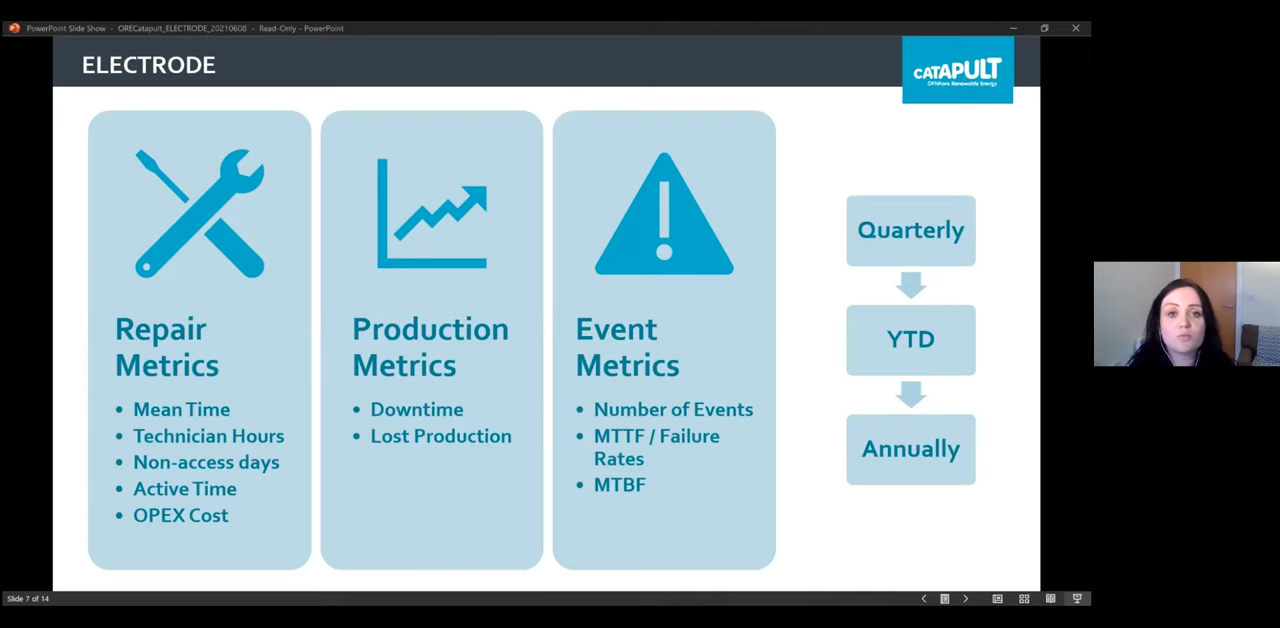 PowerPoint Slide Show - ORECatapult_ELECTRODE_20210608 - Read-Only - PowerPoint
ELECTRODE
CATAPULT
Offshore Renewable Energy
Repair
Metrics
• Mean Time
• Technician Hours
• Non-access days
• Active Time
• OPEX Cost
Production
Metrics
• Downtime
• Lost Production
Event
Metrics
• Number of Events
• MTTF / Failure
Rates
• MTBF
Quarterly
YTD
Annually
Slide 7 of 14